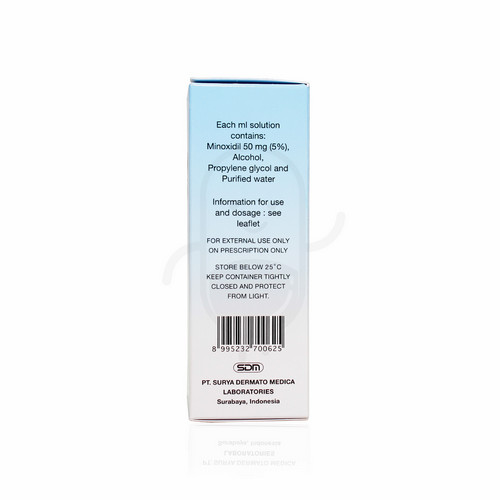 Each ml solution
contains:
Minoxidil 50 mg (5%),
Alcohol,
Propylene glycol and
Purified water
Information for use
and dosage : see
leaflet
FOR EXTERNAL USE ONLY
ON PRESCRIPTION ONLY
STORE BELOW 25°C
KEEP CONTAINER TIGHTLY
CLOSED AND PROTECT
FROM LIGHT.
8 995232 700625
SDM
PT. SURYA DERMATO MEDICA
LABORATORIES
Surabaya, Indonesia